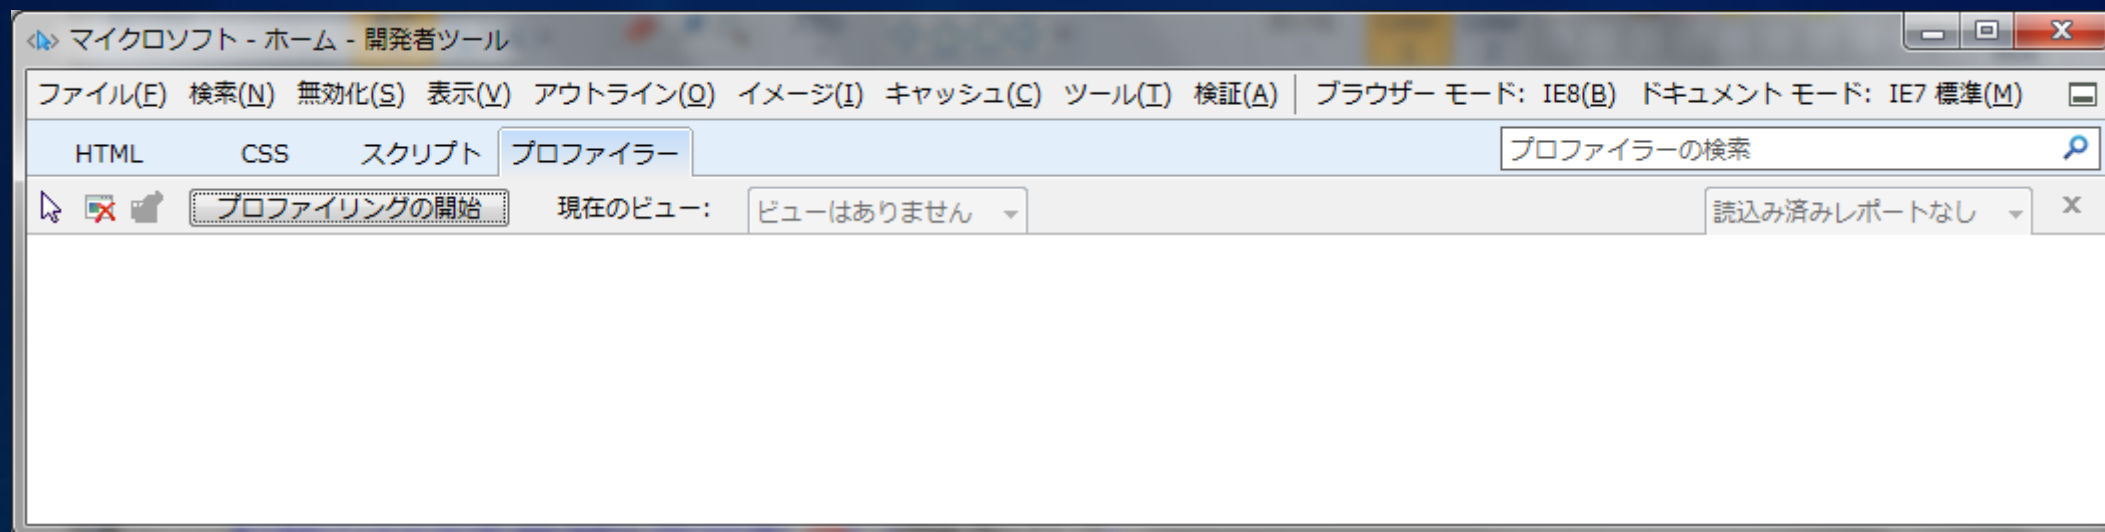 マイクロソフト - ホーム - 開発者ツール
ファイル(F) 検索(N) 無効化(S) 表示(V) アウトライン(O) イメージ(I) キャッシュ(C) ツール(T) 検証(A) ブラウザー モード: IE8(B) ドキュメント モード: IE7 標準(M)
HTML CSS スクリプト プロファイラー プロファイラーの検索
プロファイリングの開始 現在のビュー: ビューはありません 読込み済みレポートなし